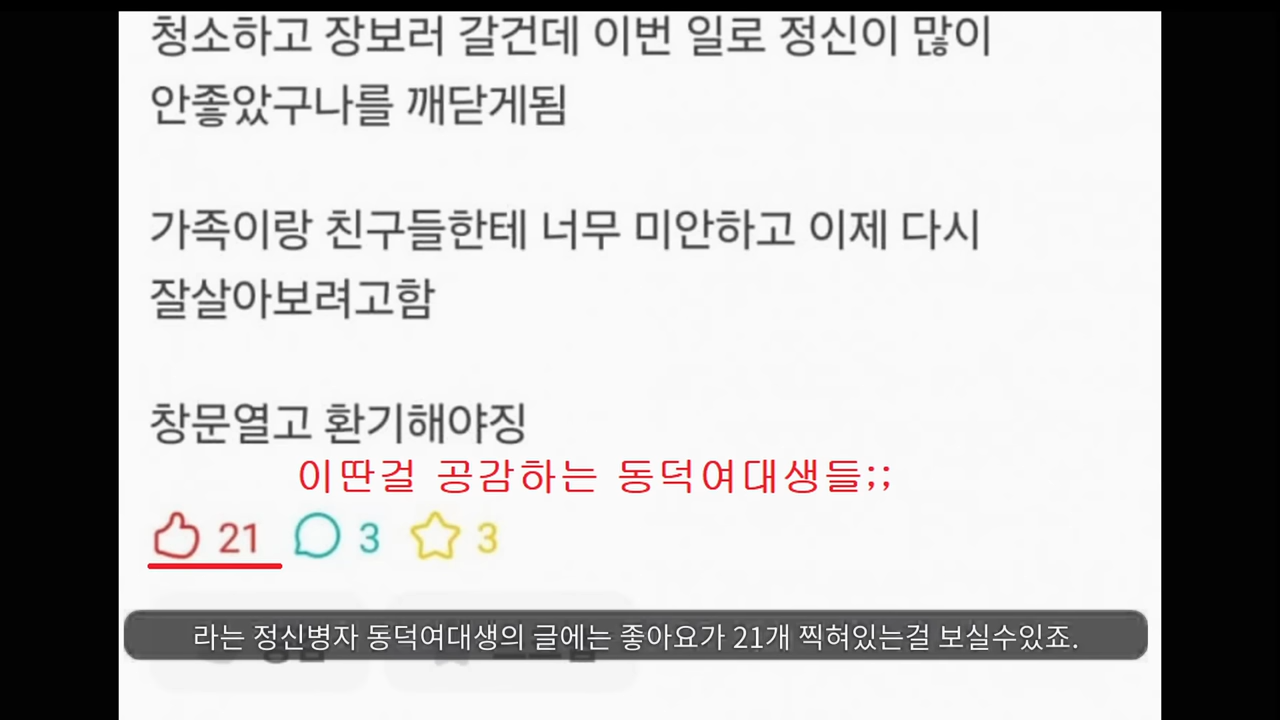 청소하고 장보러 갈건데 이번 일로 정신이 많이
안좋았구나를 깨닫게됨
가족이랑 친구들한테 너무 미안하고 이제 다시
잘살아보려고함
창문열고 환기해야징
이딴걸 공감하는 동덕여대생들;;
21 3 3
라는 정신병자 동덕여대생의 글에는 좋아요가 21개 찍혀있는걸 보실수있죠.